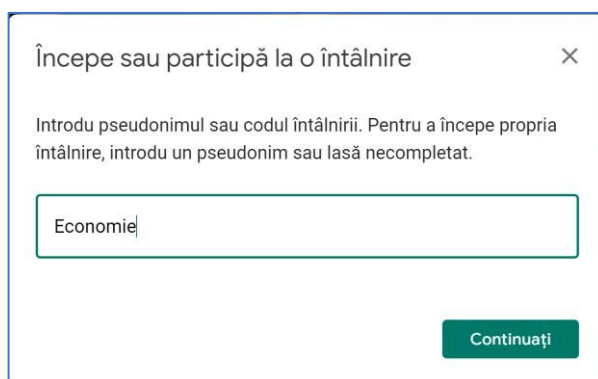 Începe sau participă la o întâlnire
Introdu pseudonimul sau codul întâlnirii. Pentru a începe propria
întâlnire, introdu un pseudonim sau lasă necompletat.
Economie
Continuați